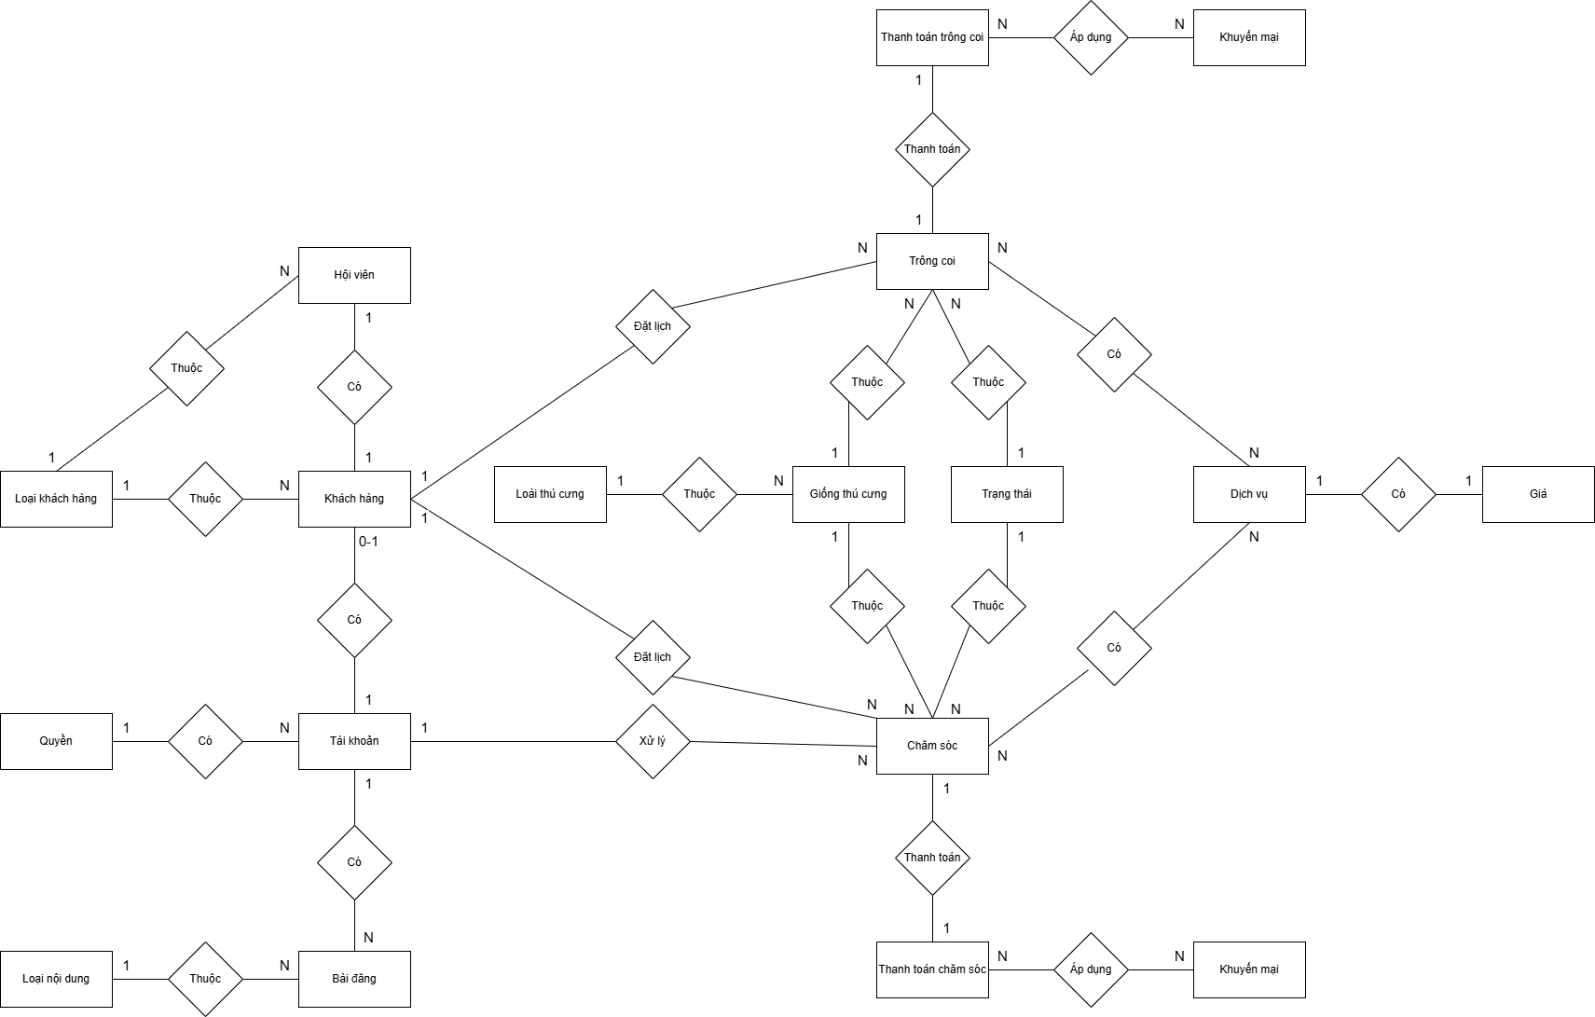 Thanh toán trông coi
N
Áp dụng
N
Khuyến mại
1
Thanh toán
1
N
Trông coi
N
Hội viên
N
1
N
N
Đặt lịch
Có
Thuộc
Có
Thuộc
Thuộc
1
1
1
1
1
N
Loại khách hàng
1
Thuộc
N
Khách hàng
1
Loài thú cưng
1
Thuộc
N
Giống thú cưng
Trạng thái
Dịch vụ
1
Có
1
Giá
0-1
1
1
N
Có
Thuộc
Thuộc
Có
Đặt lịch
1
N
N
N
Quyền
1
Có
N
Tài khoản
1
Xử lý
N
Chăm sóc
N
1
1
Có
Thanh toán
N
1
Loại nội dung
1
Thuộc
N
Bài đăng
Thanh toán chăm sóc
N
Áp dụng
N
Khuyến mại